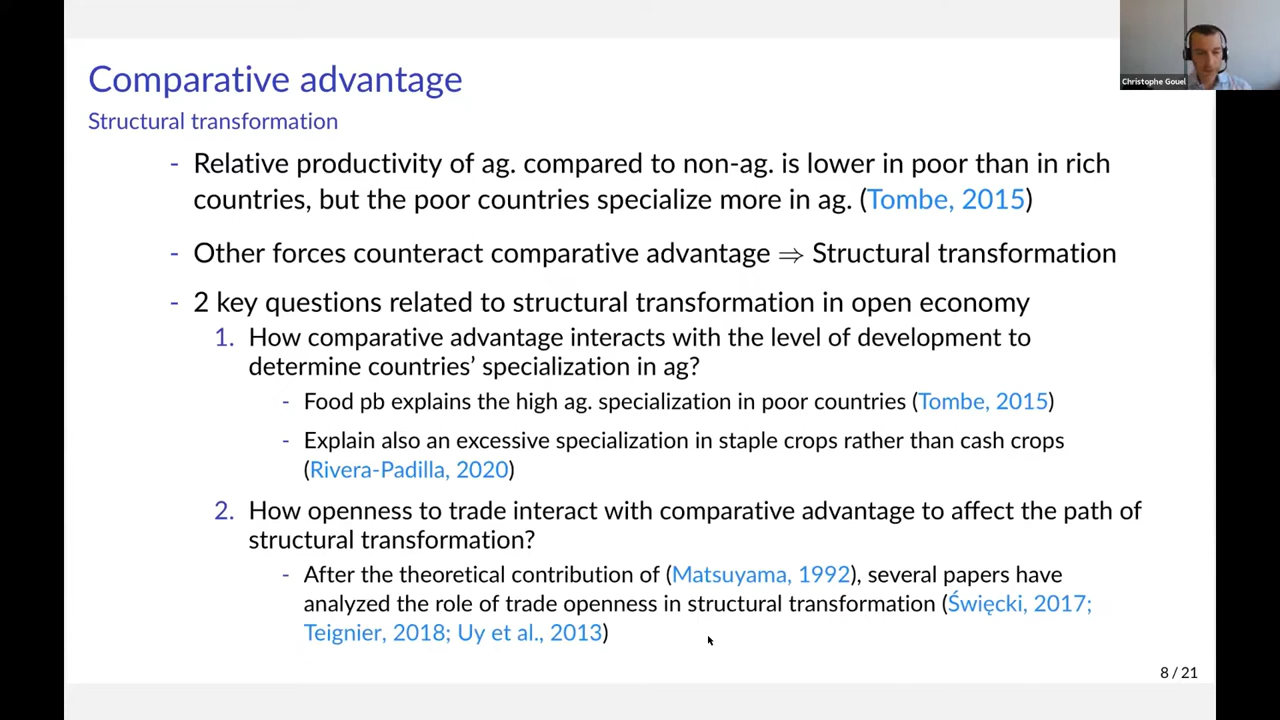 Comparative advantage
Structural transformation
- Relative productivity of ag. compared to non-ag. is lower in poor than in rich
countries, but the poor countries specialize more in ag. (Tombe, 2015)
- Other forces counteract comparative advantage ⇒ Structural transformation
- 2 key questions related to structural transformation in open economy
1. How comparative advantage interacts with the level of development to
determine countries’ specialization in ag?
- Food pb explains the high ag. specialization in poor countries (Tombe, 2015)
- Explain also an excessive specialization in staple crops rather than cash crops
(Rivera-Padilla, 2020)
2. How openness to trade interact with comparative advantage to affect the path of
structural transformation?
- After the theoretical contribution of (Matsuyama, 1992), several papers have
analyzed the role of trade openness in structural transformation (Święcki, 2017;
Teignier, 2018; Uy et al., 2013)
8 / 21
Christophe Gouel